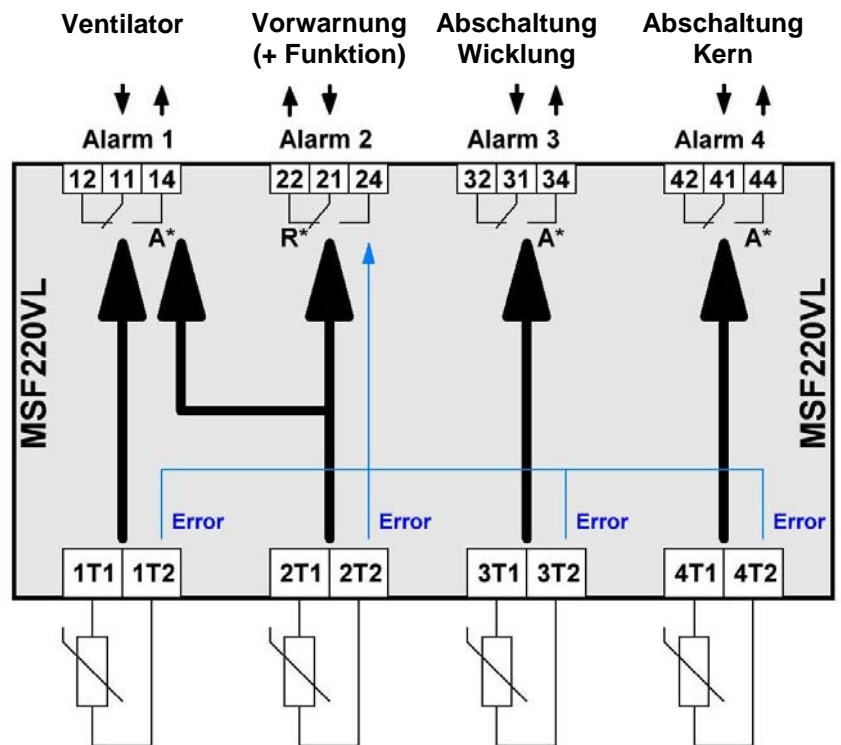 Ventilator Vorwarnung Abschaltung Abschaltung
(+ Funktion) Wicklung Kern
Alarm 1 Alarm 2 Alarm 3 Alarm 4
12 11 14 22 21 24 32 31 34 42 41 44
A* R* A* A*
MSF220VL MSF220VL
Error Error Error Error
1T1 1T2 2T1 2T2 3T1 3T2 4T1 4T2